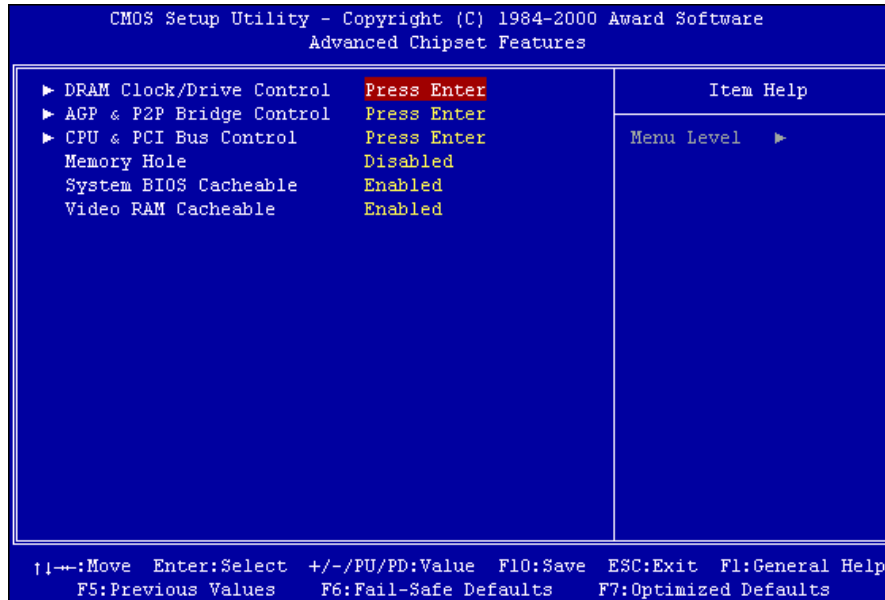 CMOS Setup Utility - Copyright (C) 1984-2000 Award Software
Advanced Chipset Features
► DRAM Clock/Drive Control Press Enter
► AGP & P2P Bridge Control Press Enter
► CPU & PCI Bus Control Press Enter
Memory Hole Disabled
System BIOS Cacheable Enabled
Video RAM Cacheable Enabled
Item Help
Menu Level ►
↑↓→←:Move Enter:Select +/-/PU/PD:Value F10:Save ESC:Exit F1:General Help
F5:Previous Values F6:Fail-Safe Defaults F7:Optimized Defaults